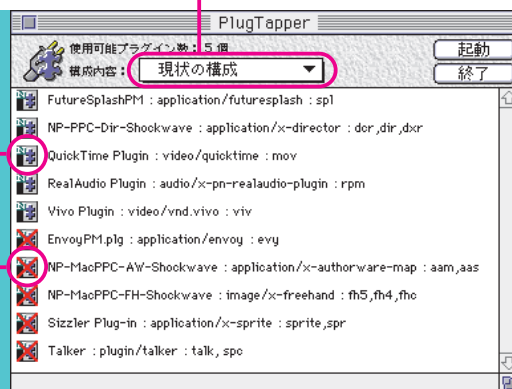 PlugTapper
使用可能プラグイン数：5 個
起動
構成内容：
現状の構成
終了
FutureSplashPM : application/futuresplash : spl
NP-PPC-Dir-Shockwave : application/x-director : dcr,dir,dxr
QuickTime Plugin : video/quicktime : mov
RealAudio Plugin : audio/x-pn-realaudio-plugin : rpm
Vivo Plugin : video/vnd.vivo : viv
EnvoyPM.plg : application/envoy : evy
NP-MacPPC-AW-Shockwave : application/x-authorware-map : aam,aas
NP-MacPPC-FH-Shockwave : image/x-freehand : fh5,fh4,fhc
Sizzler Plug-in : application/x-sprite : sprite,spr
Talker : plugin/talker : talk, spc